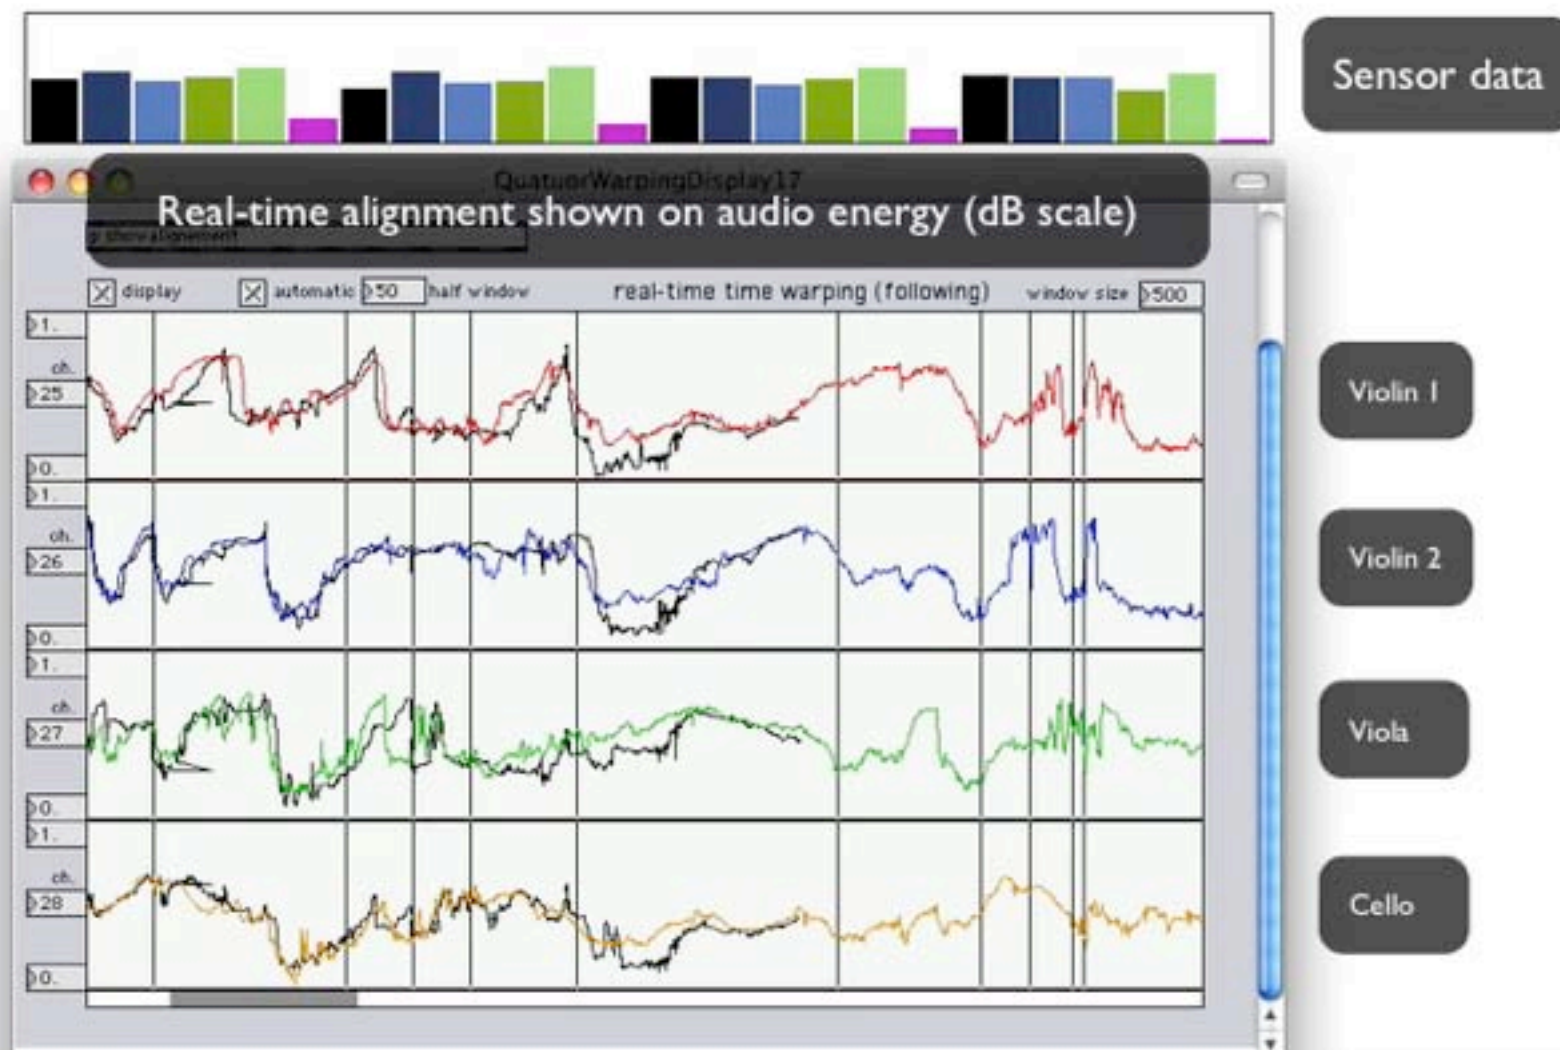 Sensor data
QuatuorWarpingDisplay17
Real-time alignment shown on audio energy (dB scale)
show alignement
display
automatic
50
half window
real-time time warping (following)
window size
500
1.
ch.
25
0.
Violin 1
1.
ch.
26
0.
Violin 2
1.
ch.
27
0.
Viola
1.
ch.
28
0.
Cello